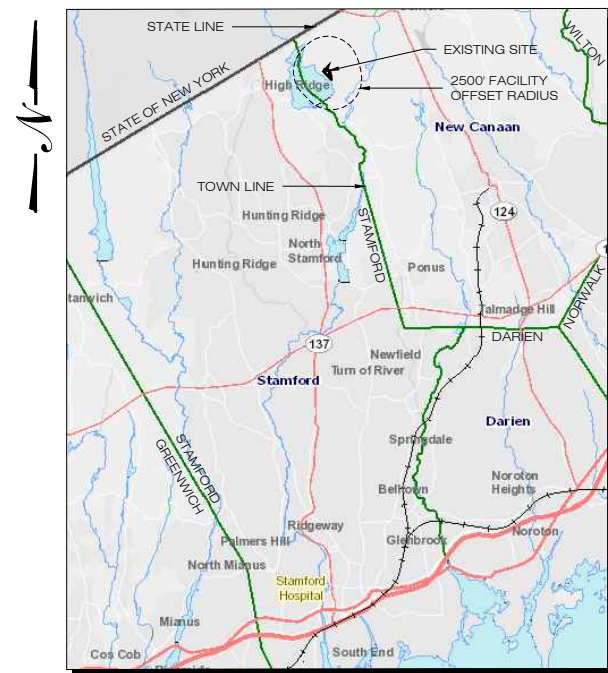 STATE LINE
EXISTING SITE
WILTON
2500' FACILITY
OFFSET RADIUS
N
High Ridge
STATE OF NEW YORK
New Canaan
TOWN LINE
STAMFORD
124
Hunting Ridge
North
Stamford
Hunting Ridge
Ponus
NORWALK
Talmadge Hill
DARIEN
137
Newfield
Turn of River
Stamford
Darien
Springdale
STAMFORD
GREENWICH
Noroton
Heights
Ridgeway
Glenbrook
Noroton
Palmers Hill
North Mianus
Stamford
Hospital
Mianus
Cos Cob
South End